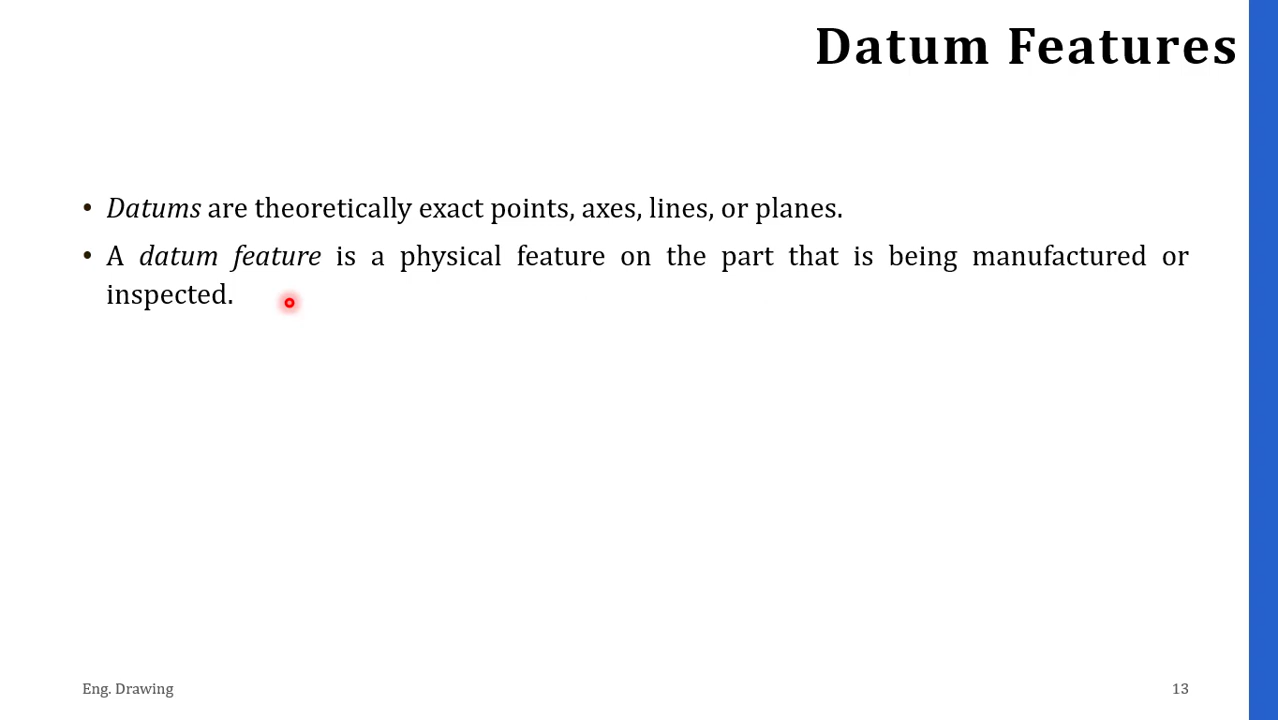 Datum Features
• Datums are theoretically exact points, axes, lines, or planes.
• A datum feature is a physical feature on the part that is being manufactured or
inspected.
Eng. Drawing
13